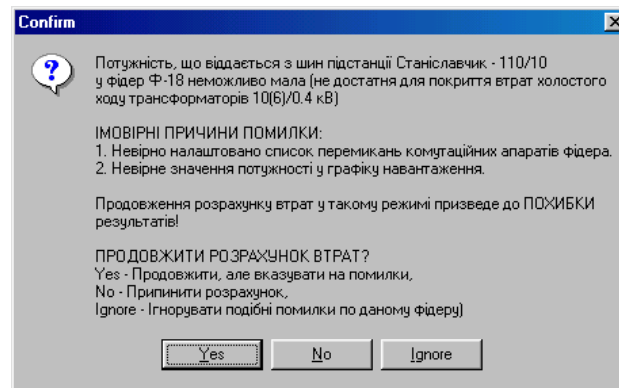 Confirm
Потужність, що віддається з шин підстанції Станіславчик - 110/10
у фідер Ф-18 неможливо мала (не достатня для покриття втрат холостого
ходу трансформаторів 10(6)/0.4 кВ)
ІМОВІРНІ ПРИЧИНИ ПОМИЛКИ:
1. Невірно налаштовано список перемикань комутаційних апаратів фідера.
2. Невірне значення потужності у графіку навантаження.
Продовження розрахунку втрат у такому режимі призведе до ПОХИБКИ
результатів!
ПРОДОВЖИТИ РОЗРАХУНОК ВТРАТ?
Yes - Продовжити, але вказувати на помилки,
No - Припинити розрахунок,
Ignore - Ігнорувати подібні помилки по даному фідеру)
Yes No Ignore